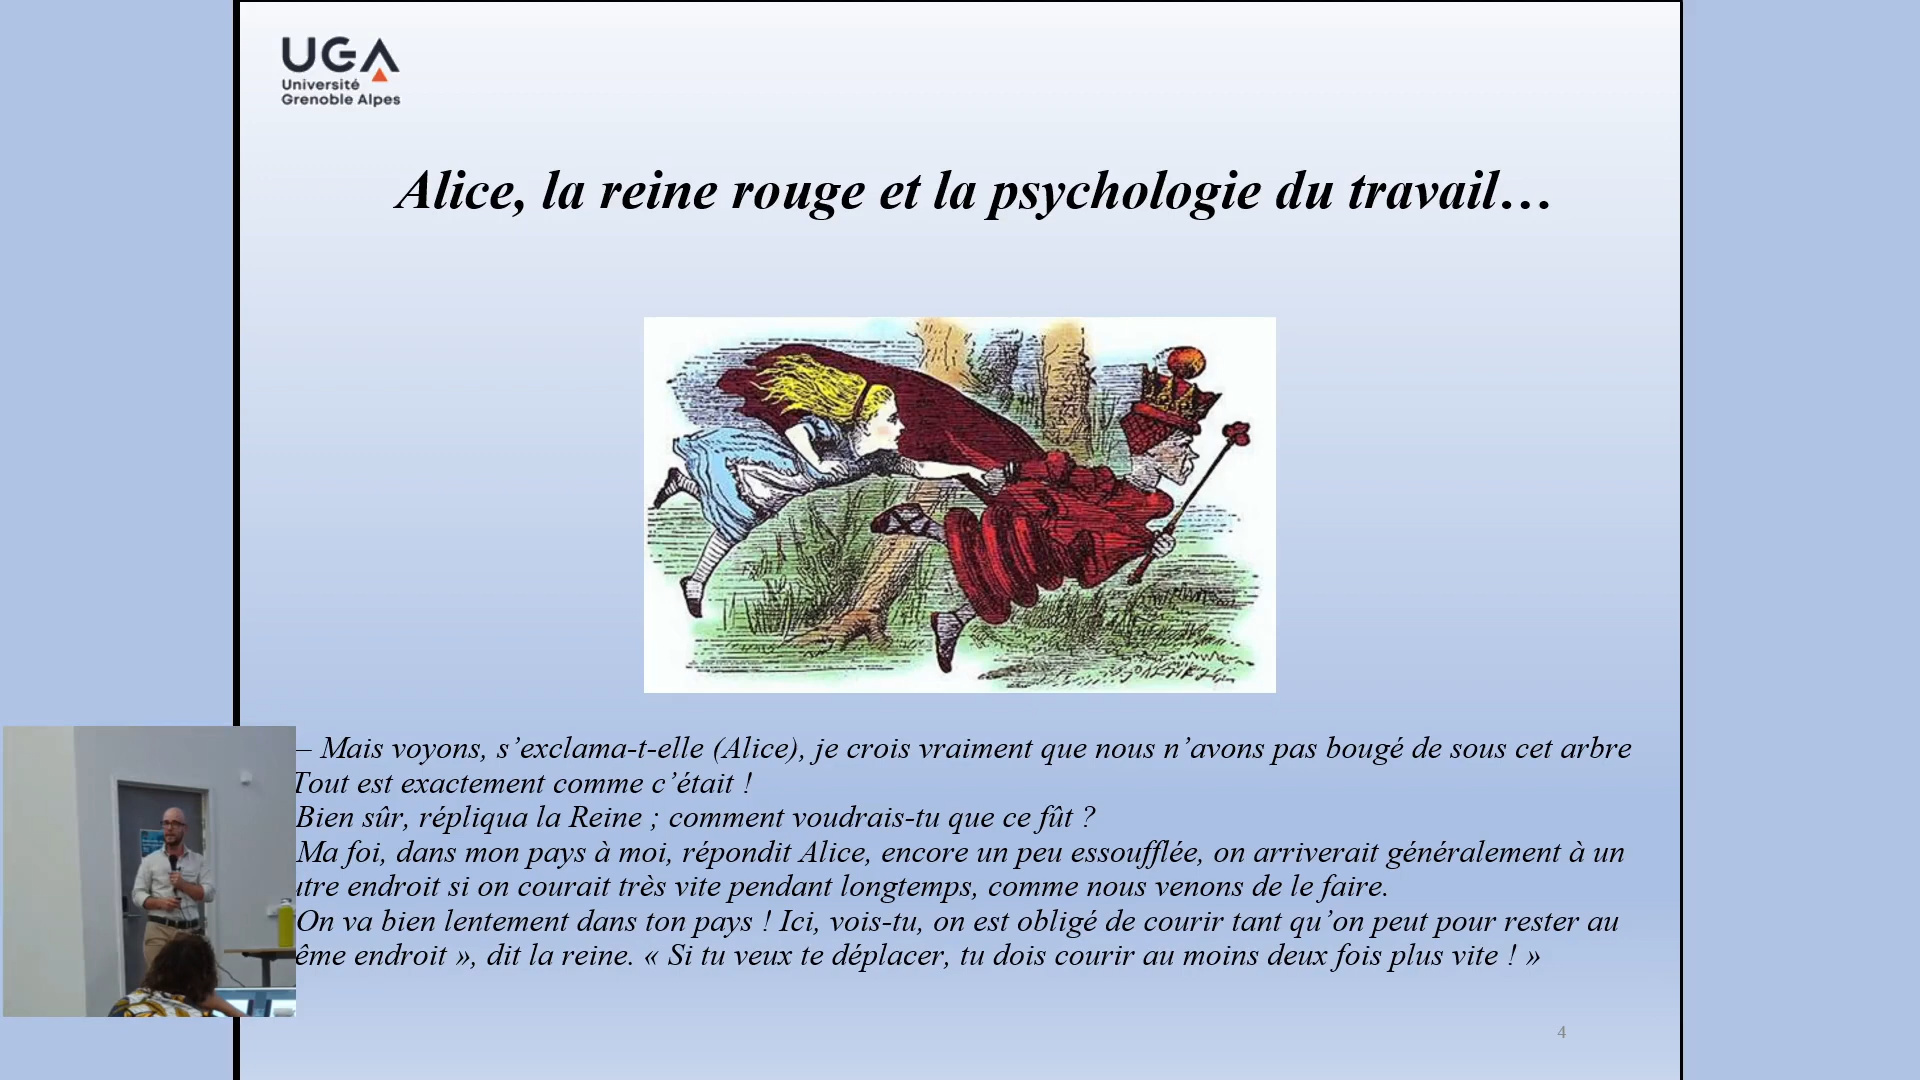 UGA
Université
Grenoble Alpes
Alice, la reine rouge et la psychologie du travail…
– Mais voyons, s’exclama-t-elle (Alice), je crois vraiment que nous n’avons pas bougé de sous cet arbre
Tout est exactement comme c’était !
Bien sûr, répliqua la Reine ; comment voudrais-tu que ce fût ?
Ma foi, dans mon pays à moi, répondit Alice, encore un peu essoufflée, on arriverait généralement à un
utre endroit si on courait très vite pendant longtemps, comme nous venons de le faire.
On va bien lentement dans ton pays ! Ici, vois-tu, on est obligé de courir tant qu’on peut pour rester au
ême endroit », dit la reine. « Si tu veux te déplacer, tu dois courir au moins deux fois plus vite ! »
4